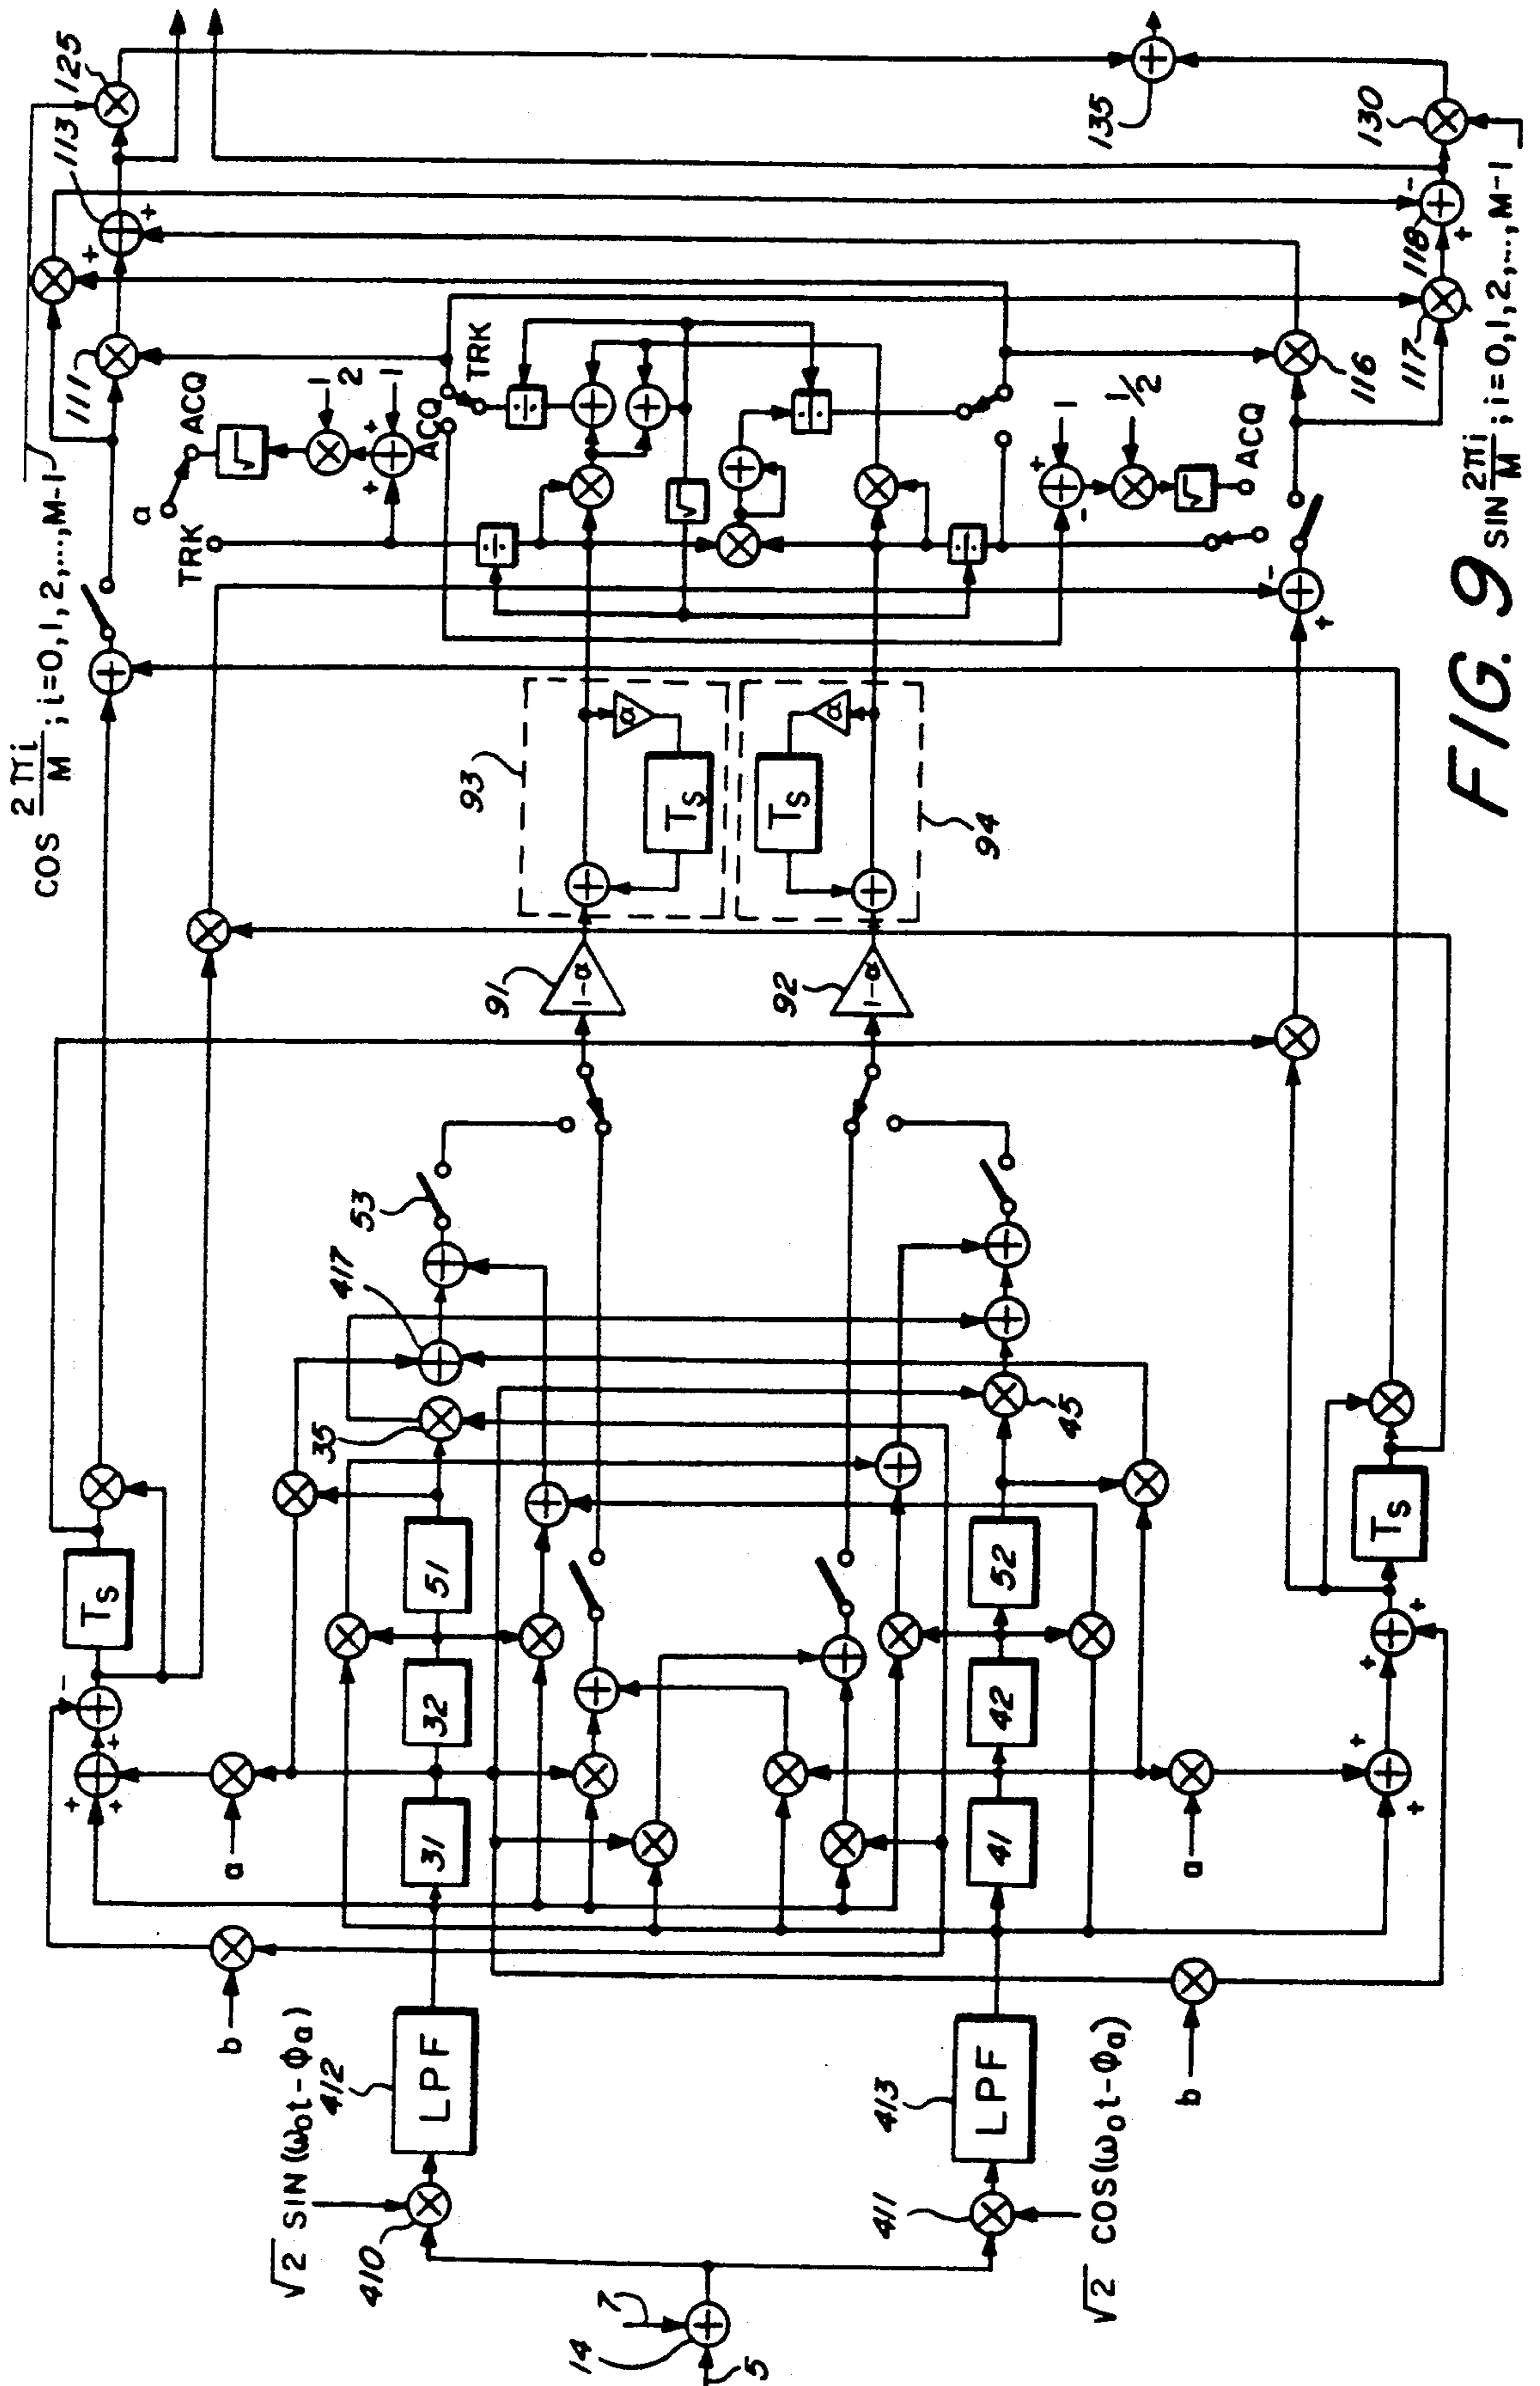 5
14
7
410
411
√2 SIN (ω₀t-Φₐ)
412
LPF
413
LPF
√2 COS(ω₀t-Φₐ)
b
b
a
a
31
32
51
41
42
52
35
45
417
53
Ts
Ts
91
1-α
92
1-α
93
α
Ts
94
α
Ts
COS 2πi/M ; i=0,1,2,...,M-1
TRK
a
ACQ
√
1
2
1
ACQ
TRK
÷
÷
√
÷
÷
1
1/2
√
ACQ
111
113
125
116
117
118
130
135
SIN 2πi/M ; i=0,1,2,...,M-1
FIG. 9